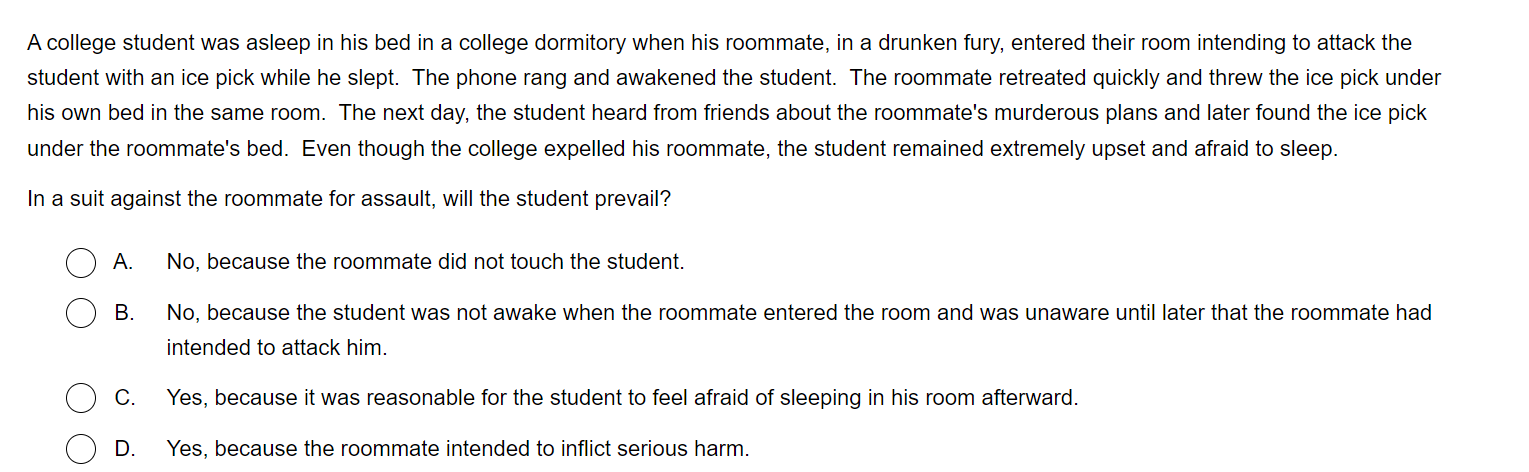 A college student was asleep in his bed in a college dormitory when his roommate, in a drunken fury, entered their room intending to attack the
student with an ice pick while he slept.  The phone rang and awakened the student.  The roommate retreated quickly and threw the ice pick under
his own bed in the same room.  The next day, the student heard from friends about the roommate's murderous plans and later found the ice pick
under the roommate's bed.  Even though the college expelled his roommate, the student remained extremely upset and afraid to sleep.
In a suit against the roommate for assault, will the student prevail?
A. No, because the roommate did not touch the student.
B. No, because the student was not awake when the roommate entered the room and was unaware until later that the roommate had
intended to attack him.
C. Yes, because it was reasonable for the student to feel afraid of sleeping in his room afterward.
D. Yes, because the roommate intended to inflict serious harm.